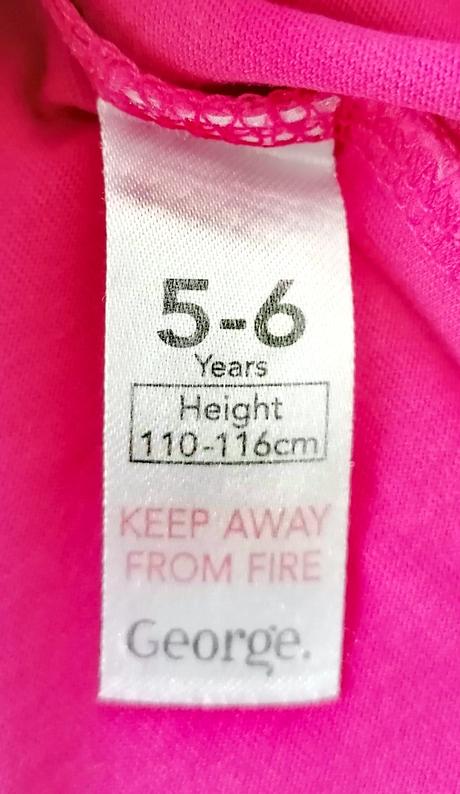 5-6
Years
Height
110-116cm
KEEP AWAY
FROM FIRE
George.